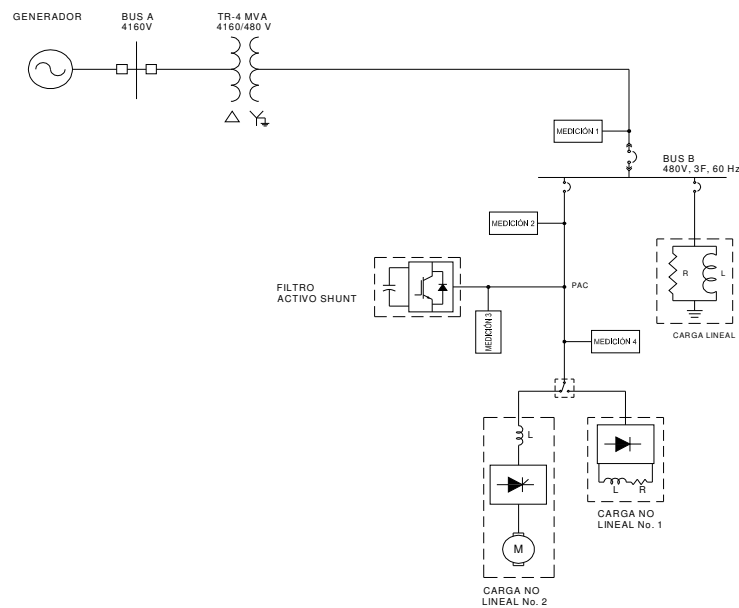 GENERADOR
BUS A
4160V
TR-4 MVA
4160/480 V
MEDICIÓN 1
BUS B
480V, 3F, 60 Hz
MEDICIÓN 2
R
L
CARGA LINEAL
FILTRO
ACTIVO SHUNT
PAC
MEDICIÓN 3
MEDICIÓN 4
L
L
R
CARGA NO
LINEAL No. 1
M
CARGA NO
LINEAL No. 2